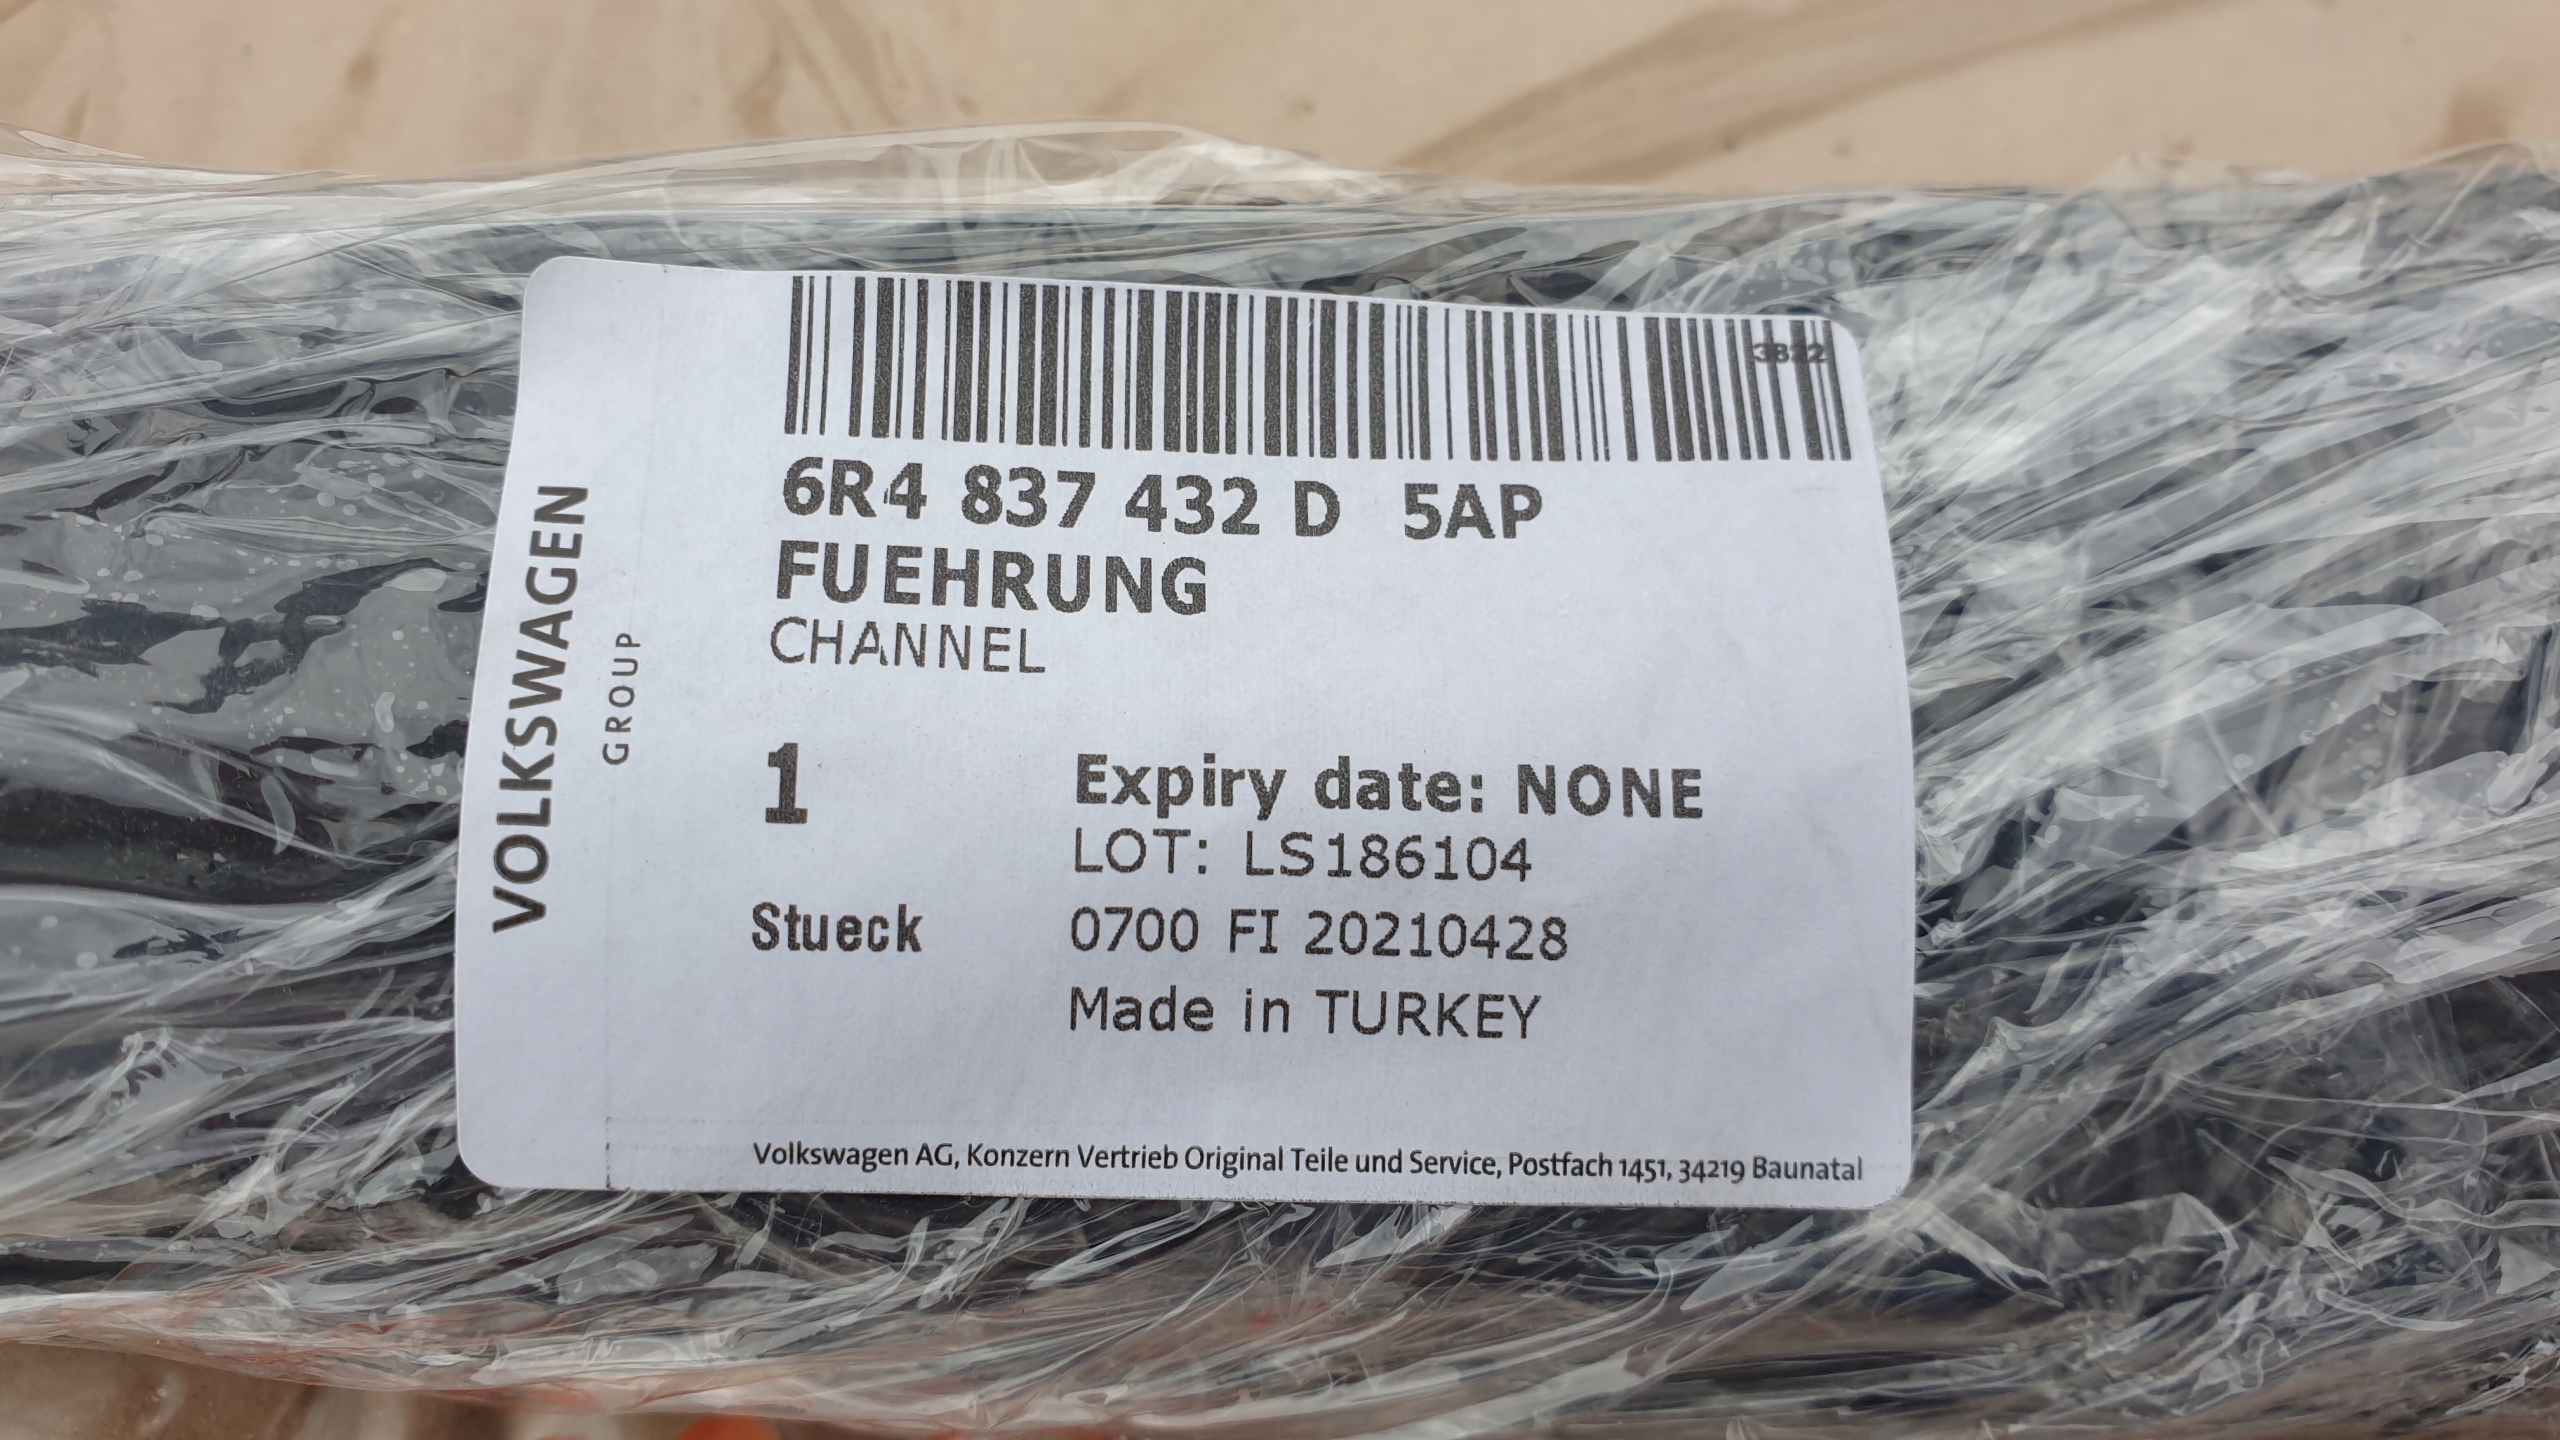 3832
6R4 837 432 D 5AP
FUEHRUNG
CHANNEL
VOLKSWAGEN
GROUP
1
Stueck
Expiry date: NONE
LOT: LS186104
0700 FI 20210428
Made in TURKEY
Volkswagen AG, Konzern Vertrieb Original Teile und Service, Postfach 1451, 34219 Baunatal